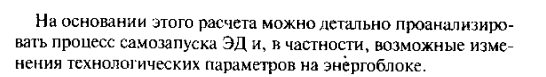 На основании этого расчета можно детально проанализиро-
вать процесс самозапуска ЭД и, в частности, возможные изме-
нения технологических параметров на энергоблоке.